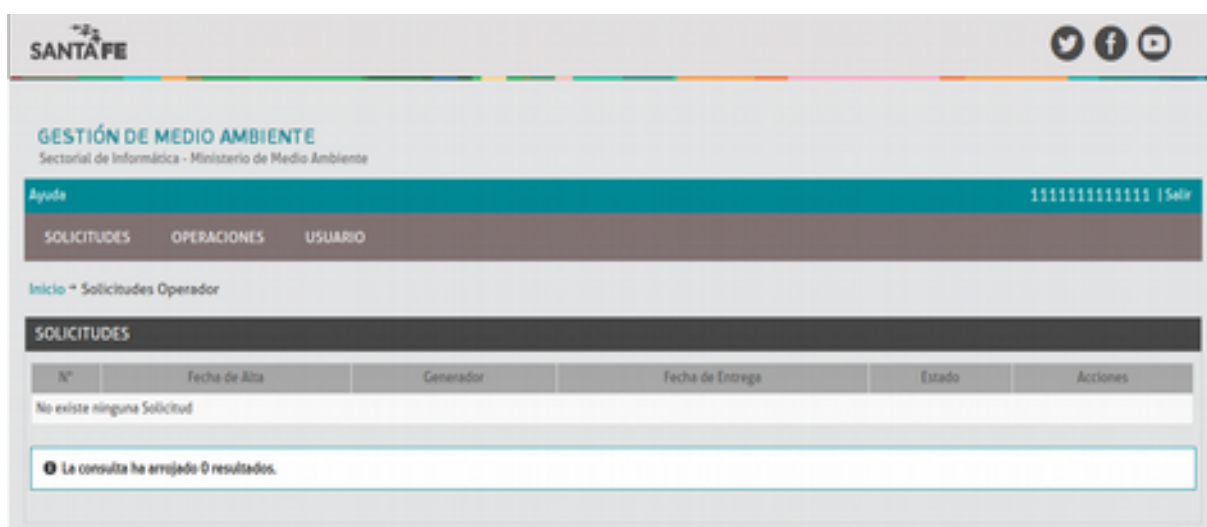 SANTA FE
GESTIÓN DE MEDIO AMBIENTE
Sectorial de Informática - Ministerio de Medio Ambiente
Ayuda 1111111111111 | Salir
SOLICITUDES OPERACIONES USUARIO
Inicio → Solicitudes Operador
SOLICITUDES
N° Fecha de Alta Generador Fecha de Entrega Estado Acciones
No existe ninguna Solicitud
La consulta ha arrojado 0 resultados.